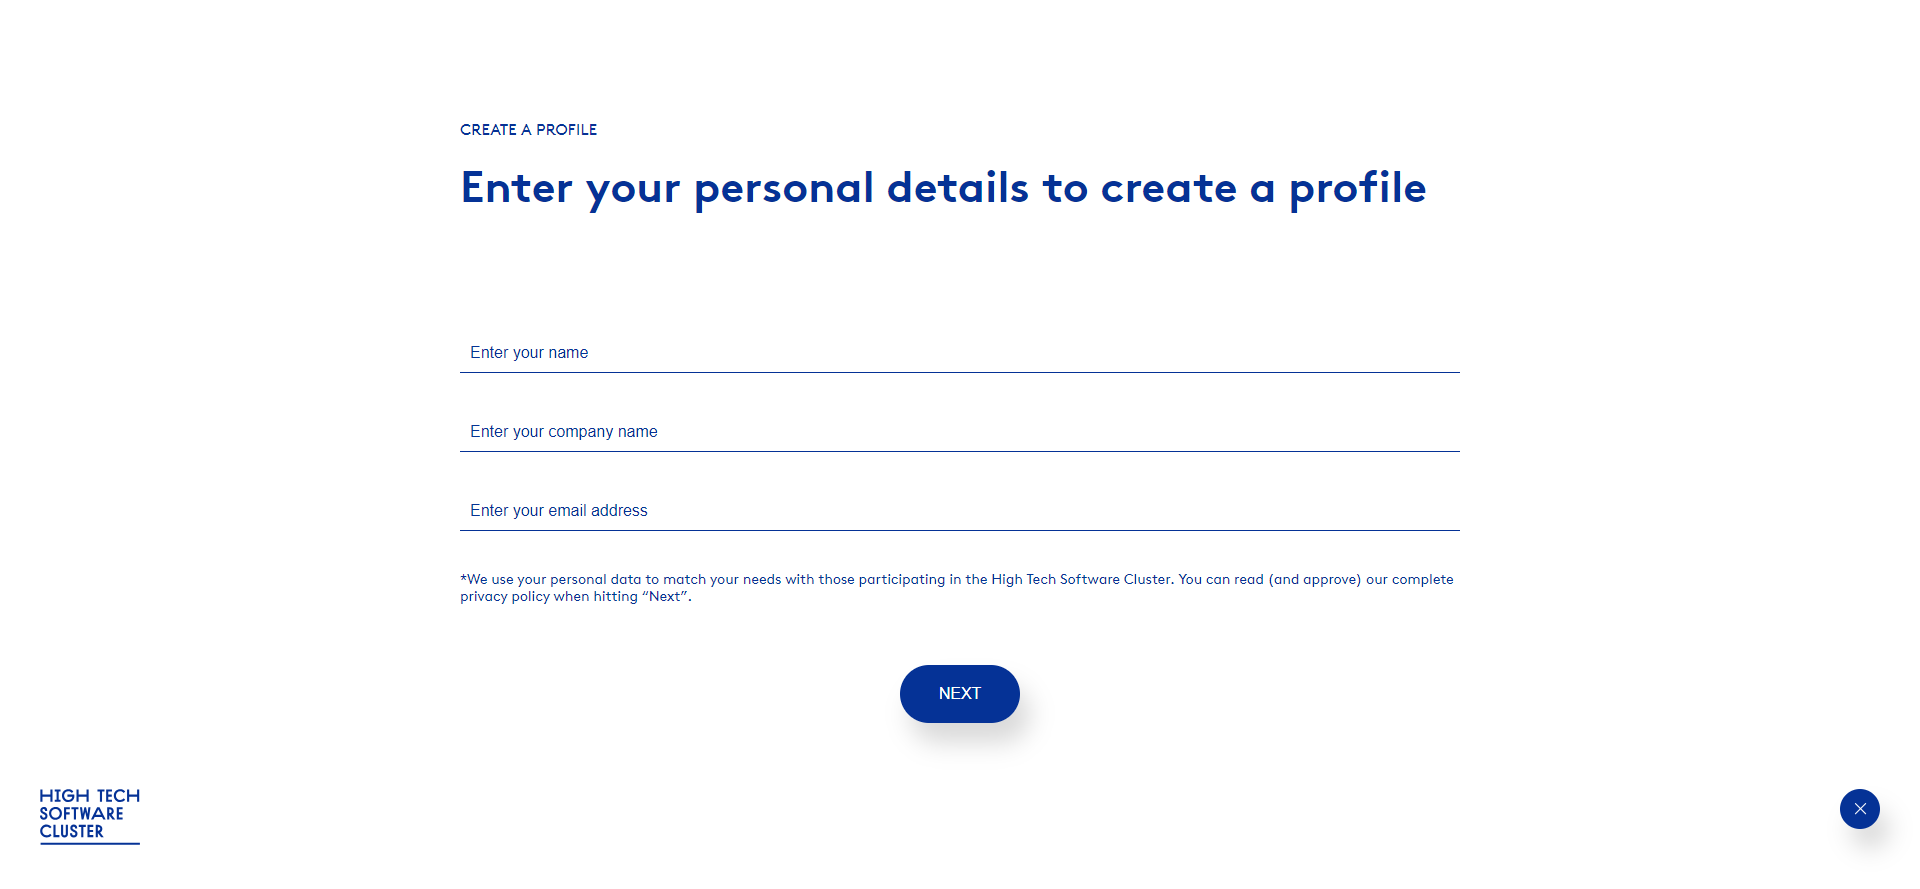 CREATE A PROFILE
Enter your personal details to create a profile
Enter your name
Enter your company name
Enter your email address
*We use your personal data to match your needs with those participating in the High Tech Software Cluster. You can read (and approve) our complete
privacy policy when hitting “Next”.
NEXT
HIGH TECH
SOFTWARE
CLUSTER